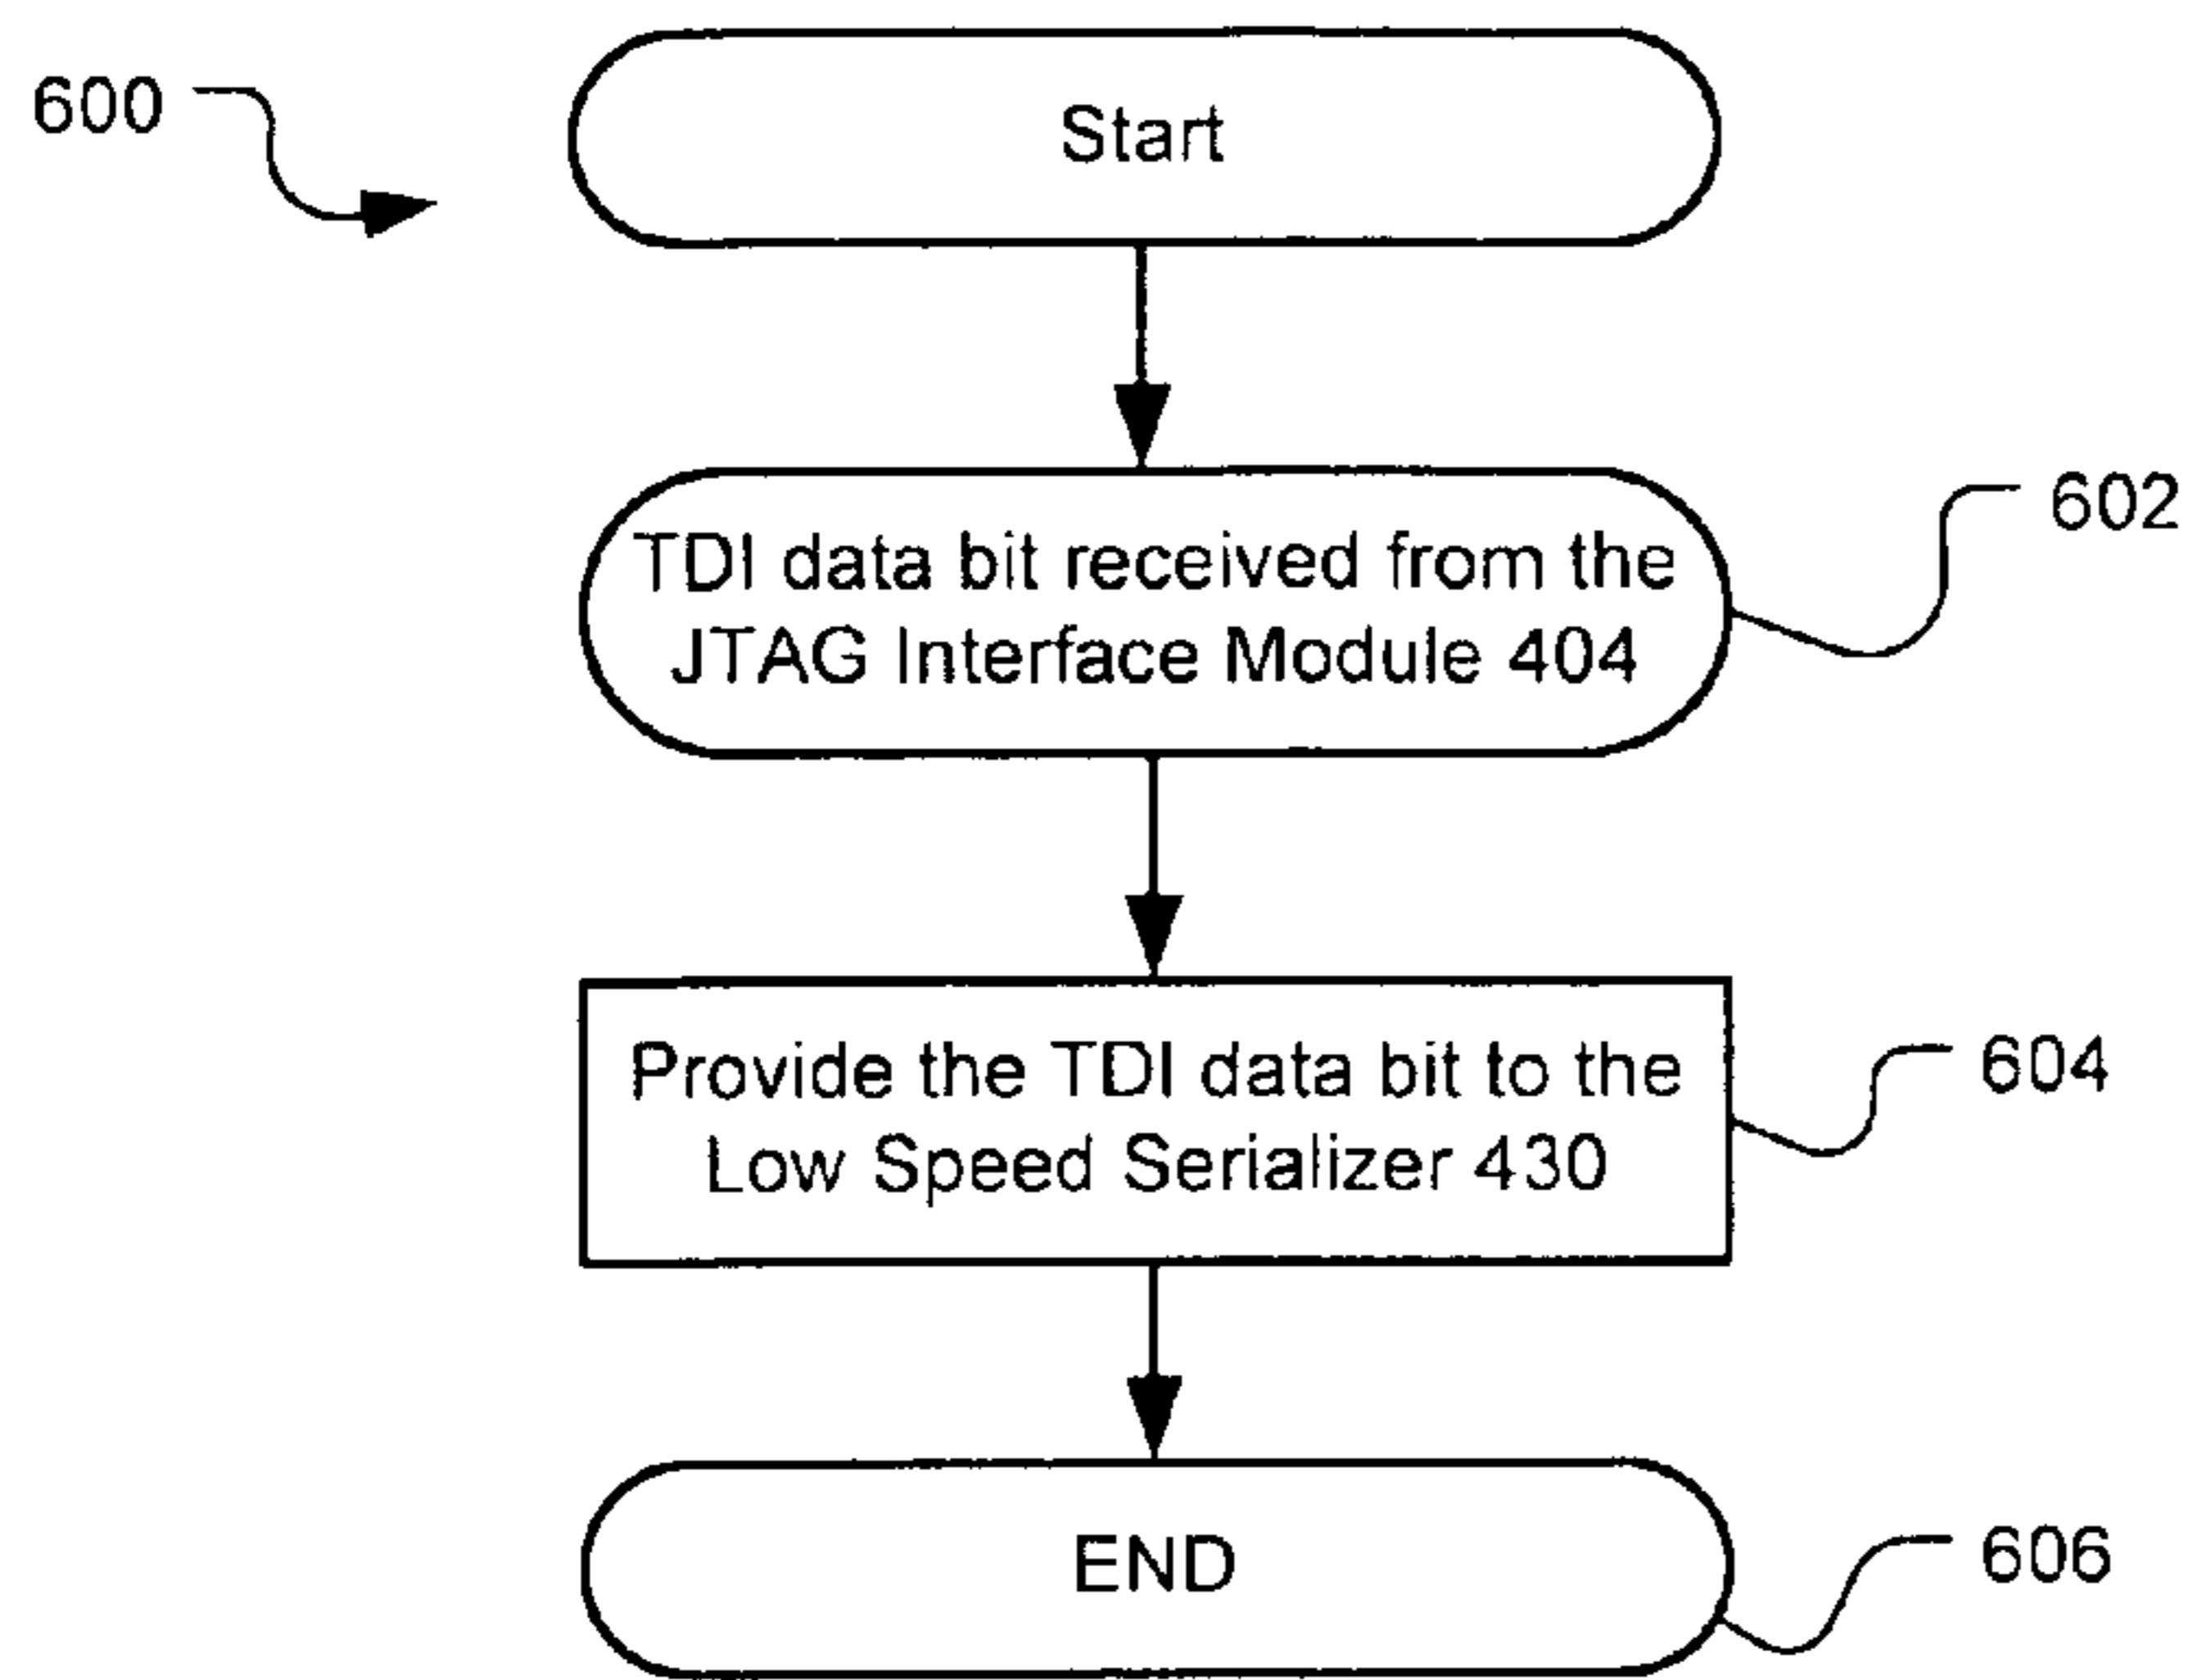 600
Start
TDI data bit received from the
JTAG Interface Module 404
602
Provide the TDI data bit to the
Low Speed Serializer 430
604
END
606